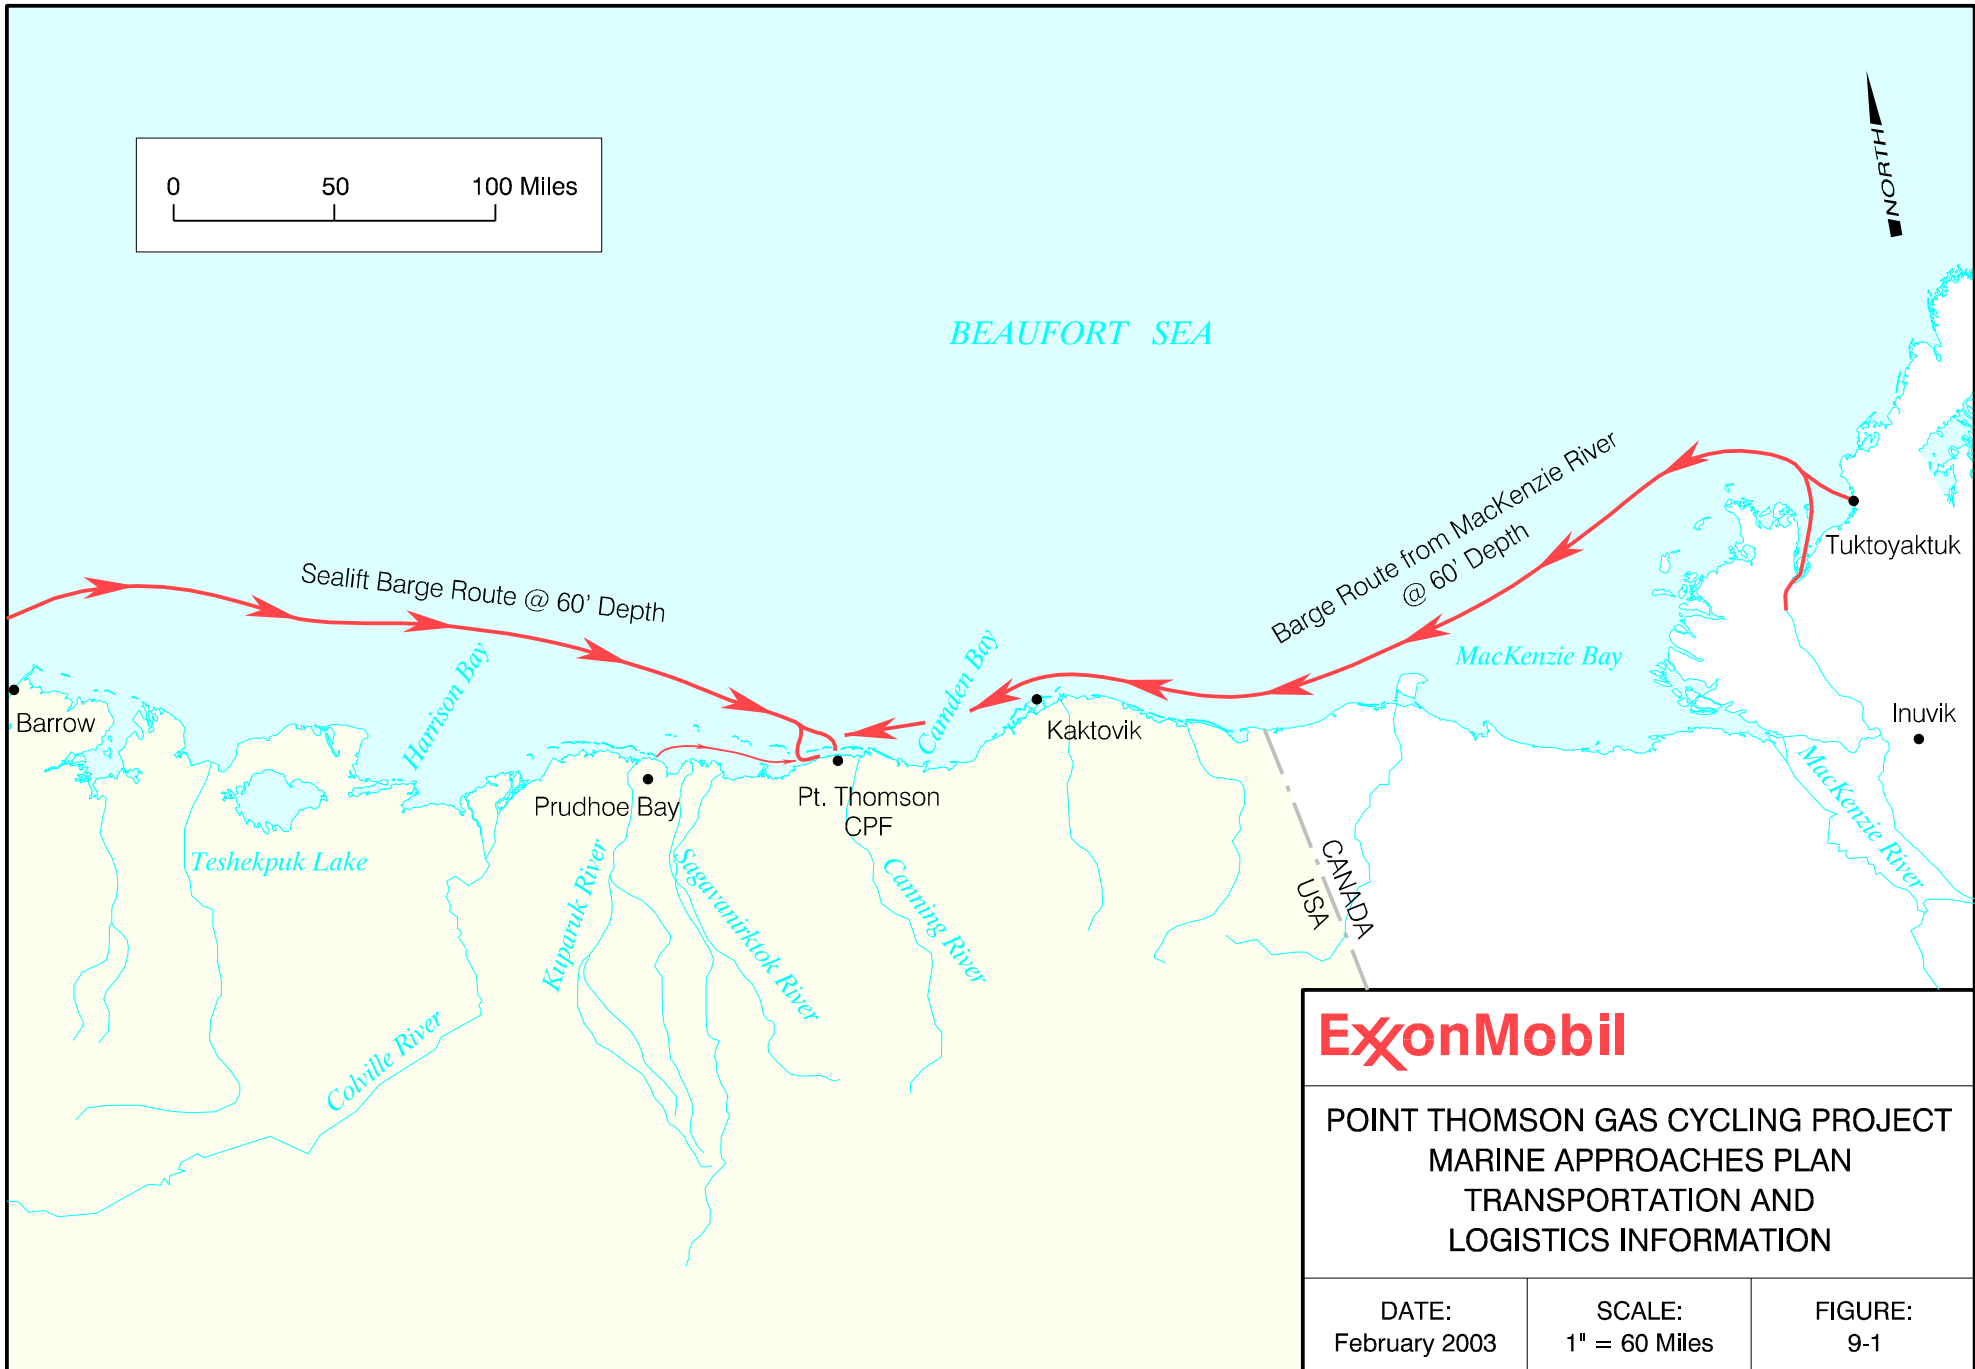 0 50 100 Miles
NORTH
BEAUFORT SEA
Barge Route from MacKenzie River
@ 60' Depth
Tuktoyaktuk
Sealift Barge Route @ 60' Depth
Harrison Bay
Camden Bay
MacKenzie Bay
Barrow
Kaktovik
Inuvik
Prudhoe Bay
Pt. Thomson
CPF
MacKenzie River
Teshekpuk Lake
Kuparuk River
Sagavanirktok River
Canning River
CANADA
USA
Colville River
ExxonMobil
POINT THOMSON GAS CYCLING PROJECT
MARINE APPROACHES PLAN
TRANSPORTATION AND
LOGISTICS INFORMATION
DATE:
February 2003
SCALE:
1" = 60 Miles
FIGURE:
9-1